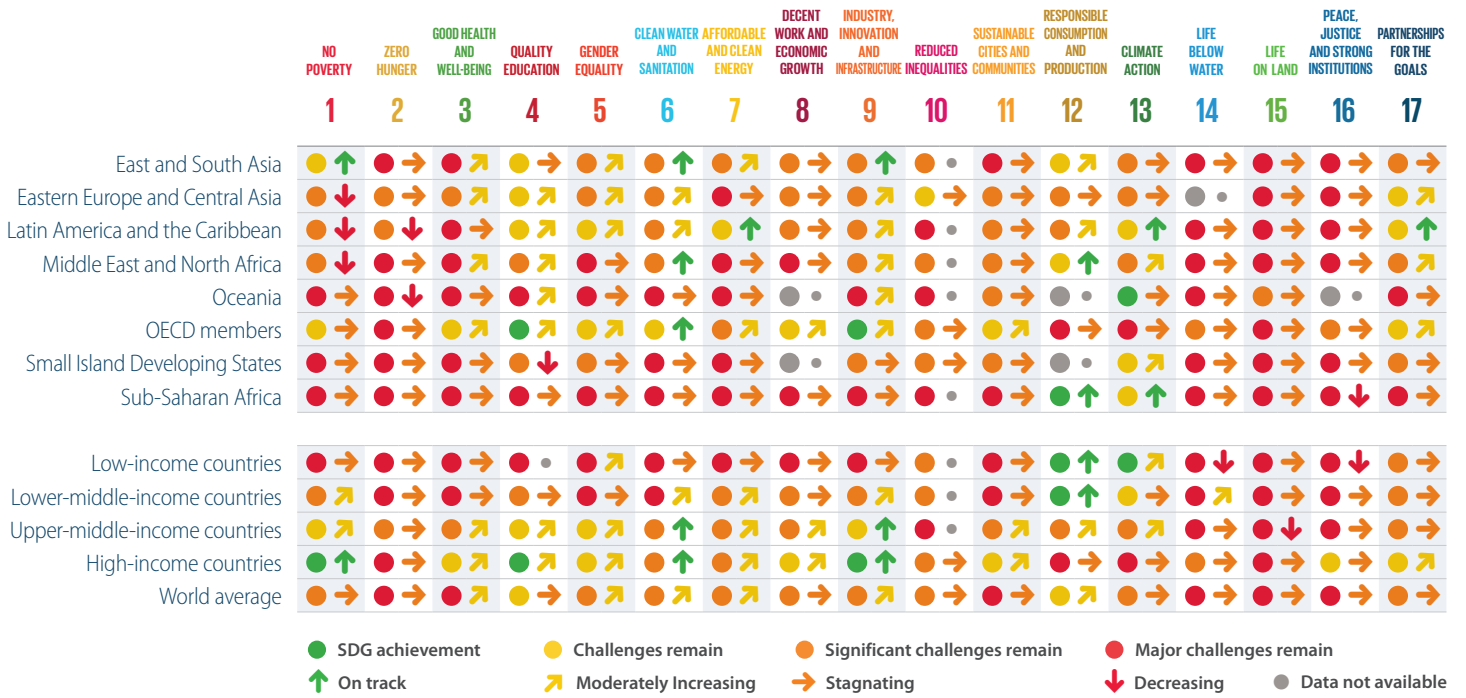 NO POVERTY
ZERO HUNGER
GOOD HEALTH AND WELL-BEING
QUALITY EDUCATION
GENDER EQUALITY
CLEAN WATER AND SANITATION
AFFORDABLE AND CLEAN ENERGY
DECENT WORK AND ECONOMIC GROWTH
INDUSTRY, INNOVATION AND INFRASTRUCTURE
REDUCED INEQUALITIES
SUSTAINABLE CITIES AND COMMUNITIES
RESPONSIBLE CONSUMPTION AND PRODUCTION
CLIMATE ACTION
LIFE BELOW WATER
LIFE ON LAND
PEACE, JUSTICE AND STRONG INSTITUTIONS
PARTNERSHIPS FOR THE GOALS
1 2 3 4 5 6 7 8 9 10 11 12 13 14 15 16 17
East and South Asia
Eastern Europe and Central Asia
Latin America and the Caribbean
Middle East and North Africa
Oceania
OECD members
Small Island Developing States
Sub-Saharan Africa
Low-income countries
Lower-middle-income countries
Upper-middle-income countries
High-income countries
World average
SDG achievement Challenges remain Significant challenges remain Major challenges remain
On track Moderately Increasing Stagnating Decreasing Data not available